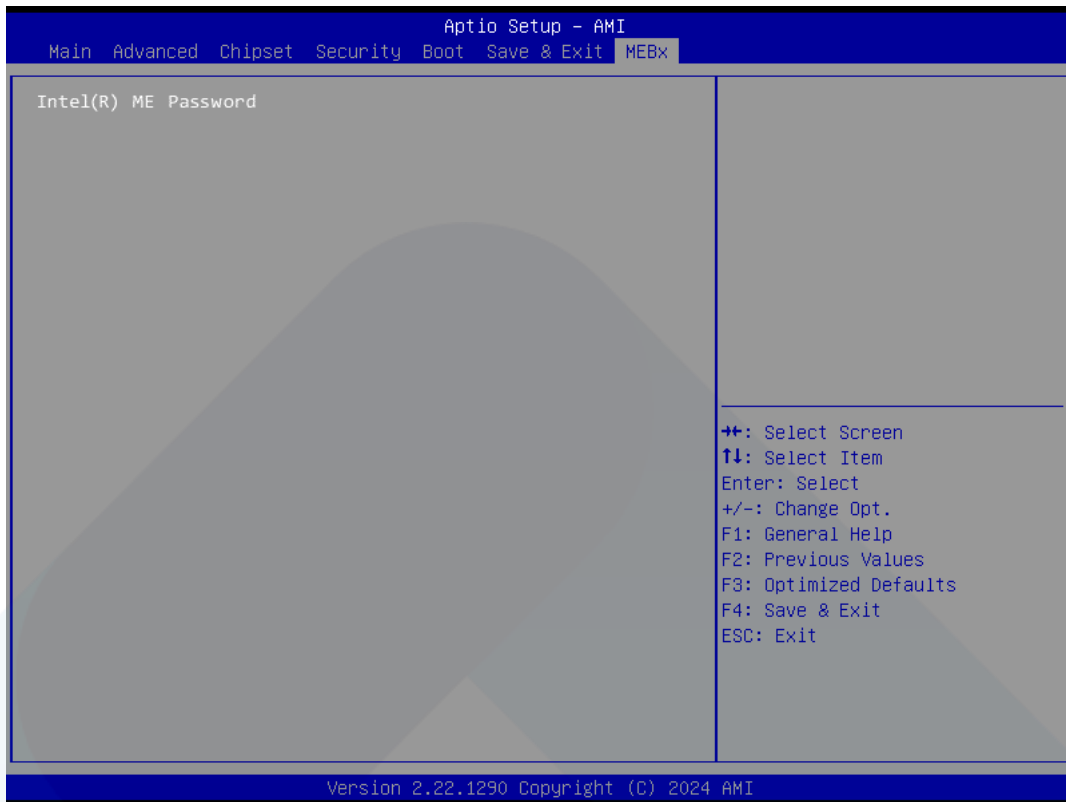 Aptio Setup – AMI
Main Advanced Chipset Security Boot Save & Exit MEBx
Intel(R) ME Password
→←: Select Screen
↑↓: Select Item
Enter: Select
+/-: Change Opt.
F1: General Help
F2: Previous Values
F3: Optimized Defaults
F4: Save & Exit
ESC: Exit
Version 2.22.1290 Copyright (C) 2024 AMI